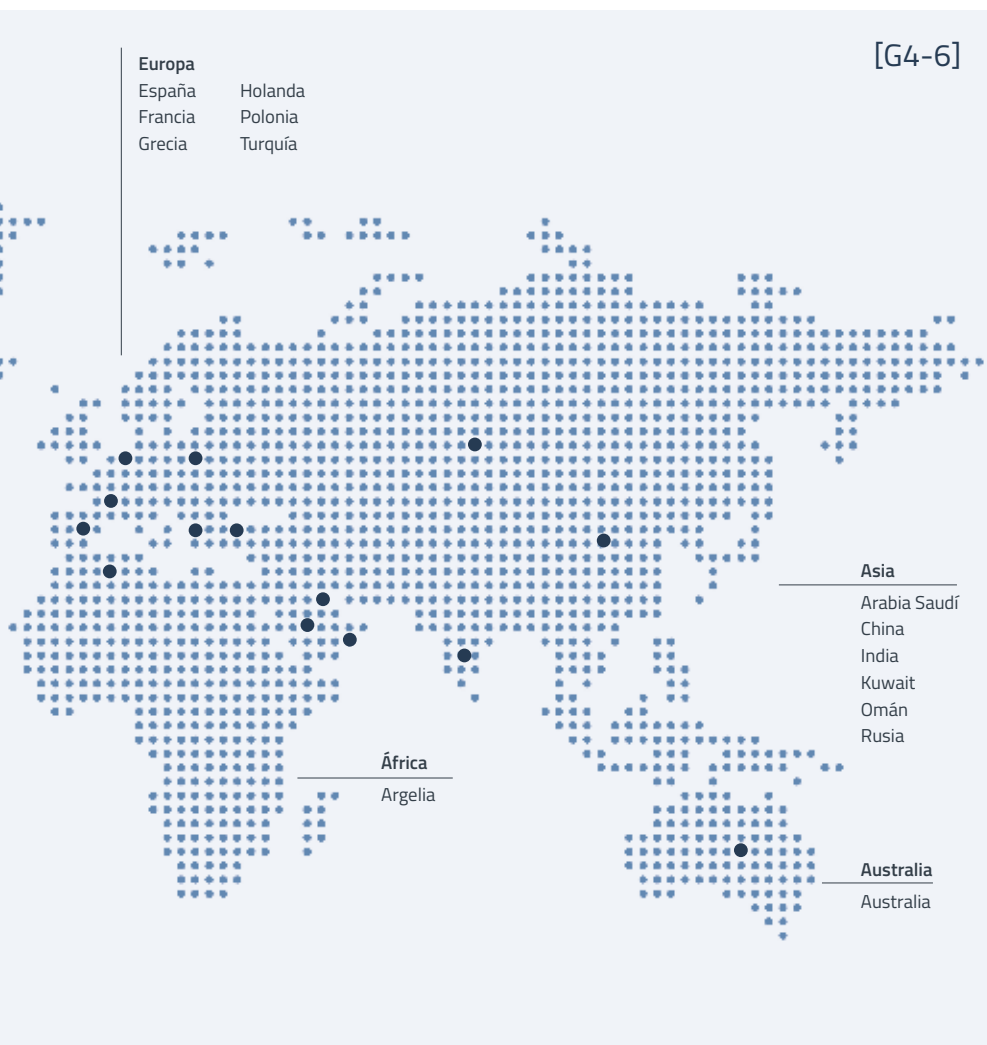 [G4-6]
Europa
España Holanda
Francia Polonia
Grecia Turquía
Asia
Arabia Saudí
China
India
Kuwait
Omán
Rusia
África
Argelia
Australia
Australia